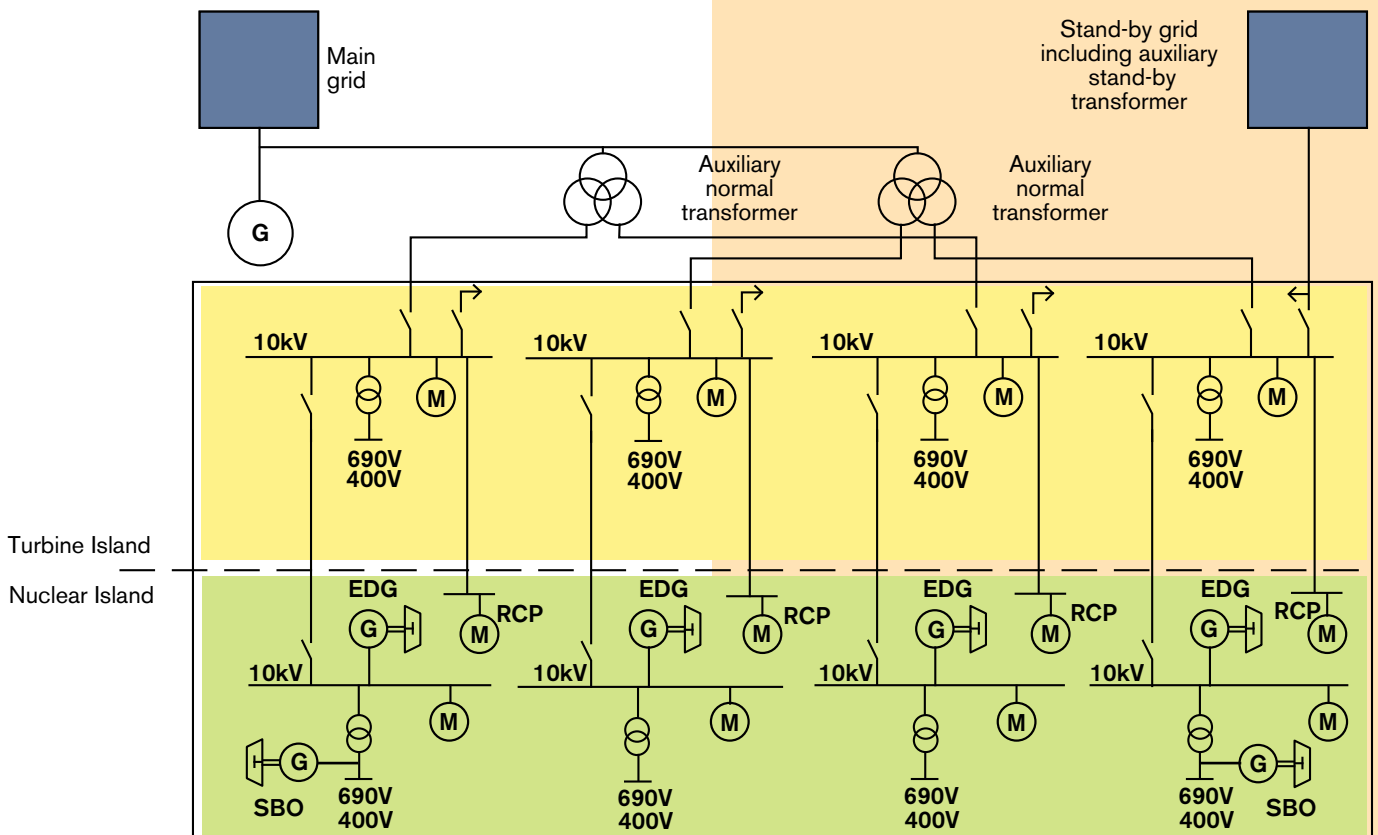 Main
grid
Stand-by grid
including auxiliary
stand-by
transformer
Auxiliary
normal
transformer
Auxiliary
normal
transformer
G
10kV
10kV
10kV
10kV
M
M
M
M
690V
400V
690V
400V
690V
400V
690V
400V
Turbine Island
Nuclear Island
EDG
EDG
EDG
EDG
G
G
G
G
RCP
RCP
RCP
RCP
M
M
M
M
10kV
10kV
10kV
10kV
M
M
M
M
G
G
SBO
690V
400V
690V
400V
690V
400V
690V
400V
SBO